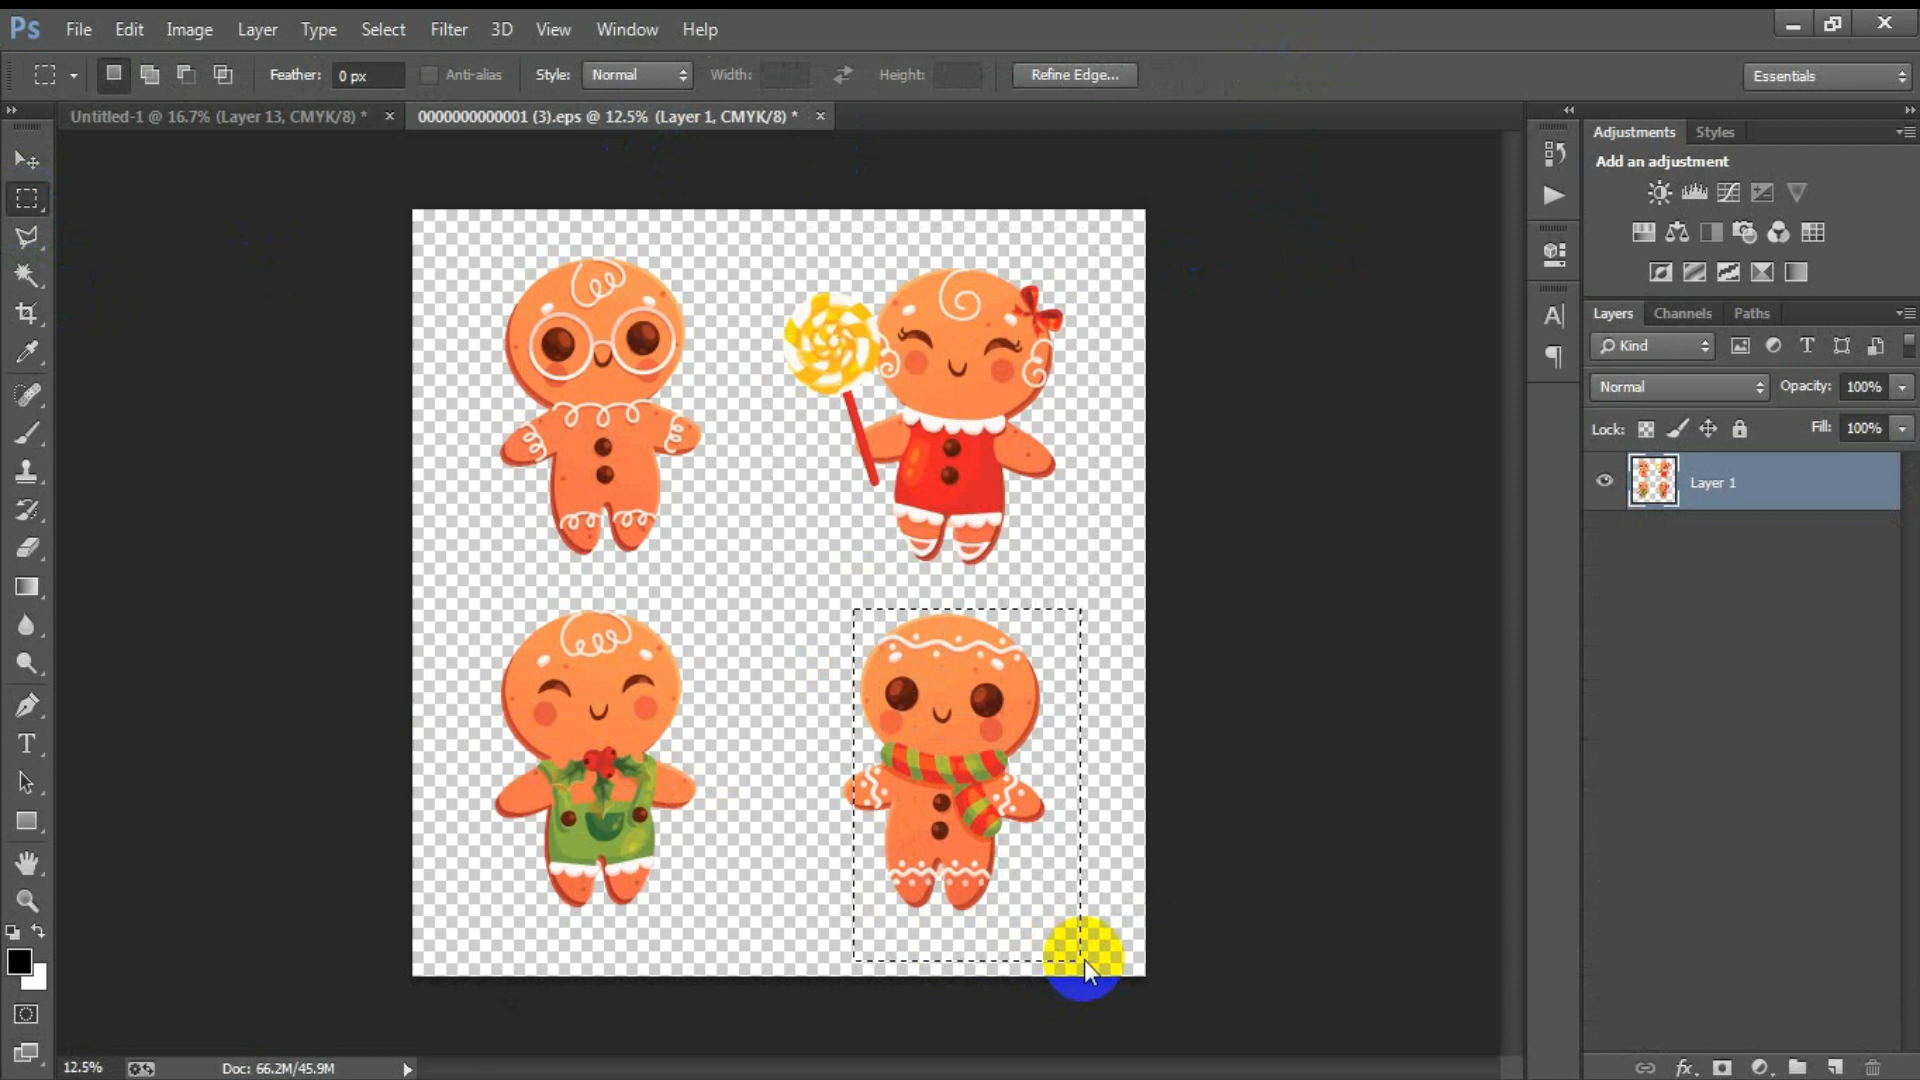 Ps File Edit Image Layer Type Select Filter 3D View Window Help
Feather: 0 px Anti-alias Style: Normal Width: Height: Refine Edge... Essentials
Untitled-1 @ 16.7% (Layer 13, CMYK/8) * 0000000000001 (3).eps @ 12.5% (Layer 1, CMYK/8) *
Adjustments Styles
Add an adjustment
Layers Channels Paths
Kind
Normal Opacity: 100%
Lock: Fill: 100%
Layer 1
12.5% Doc: 66.2M/45.9M